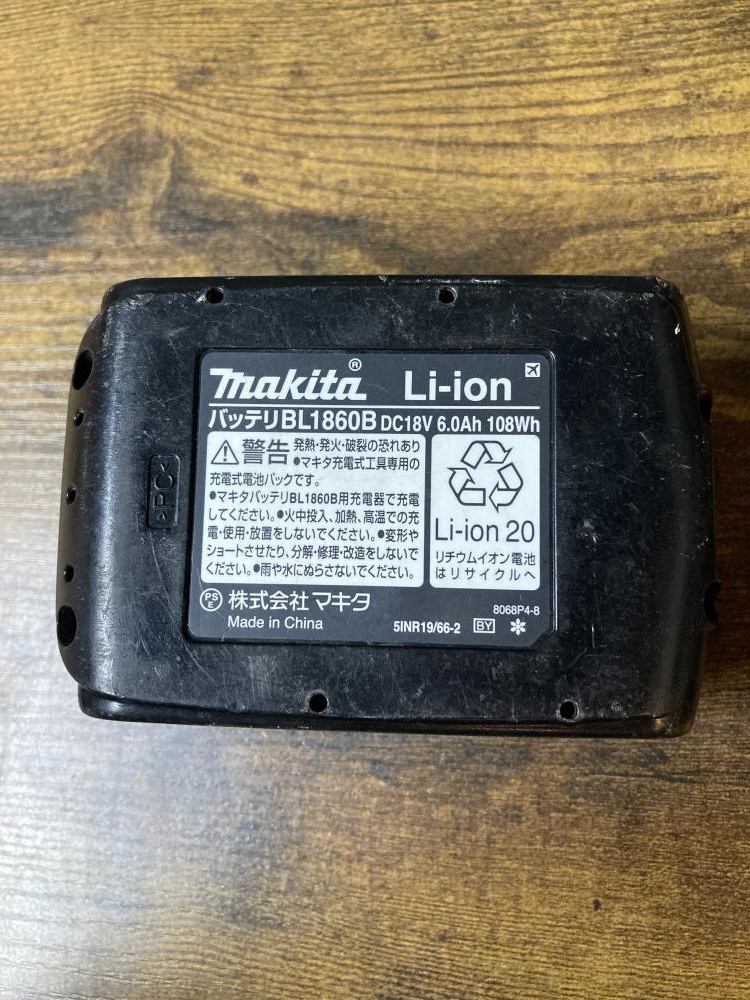 makita® Li-ion
バッテリBL1860B DC18V 6.0Ah 108Wh
警告 発熱・発火・破裂の恐れあり
●マキタ充電式工具専用の
充電式電池パックです。
●マキタバッテリBL1860B用充電器で充電
してください。●火中投入、加熱、高温での充
電・使用・放置をしないでください。●変形や
ショートさせたり、分解・修理・改造をしないで
ください。●雨や水にぬらさないでください。
Li-ion 20
リチウムイオン電池
はリサイクルへ
PS
E
株式会社 マキタ
Made in China
8068P4-8
5INR19/66-2 BY
>PC<